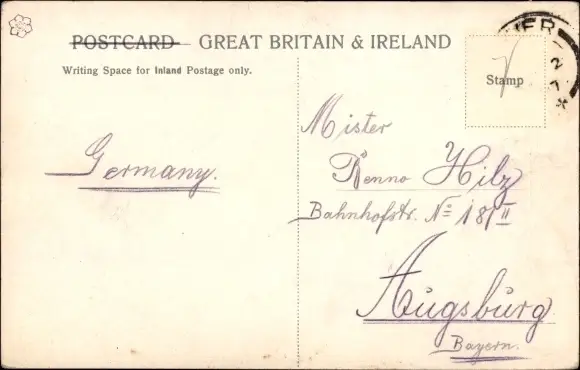 POSTCARD GREAT BRITAIN & IRELAND
Writing Space for Inland Postage only.
Stamp
Germany.
Mister
Benno Hilz
Bahnhofstr. No 18/II
Augsburg
Bayern.